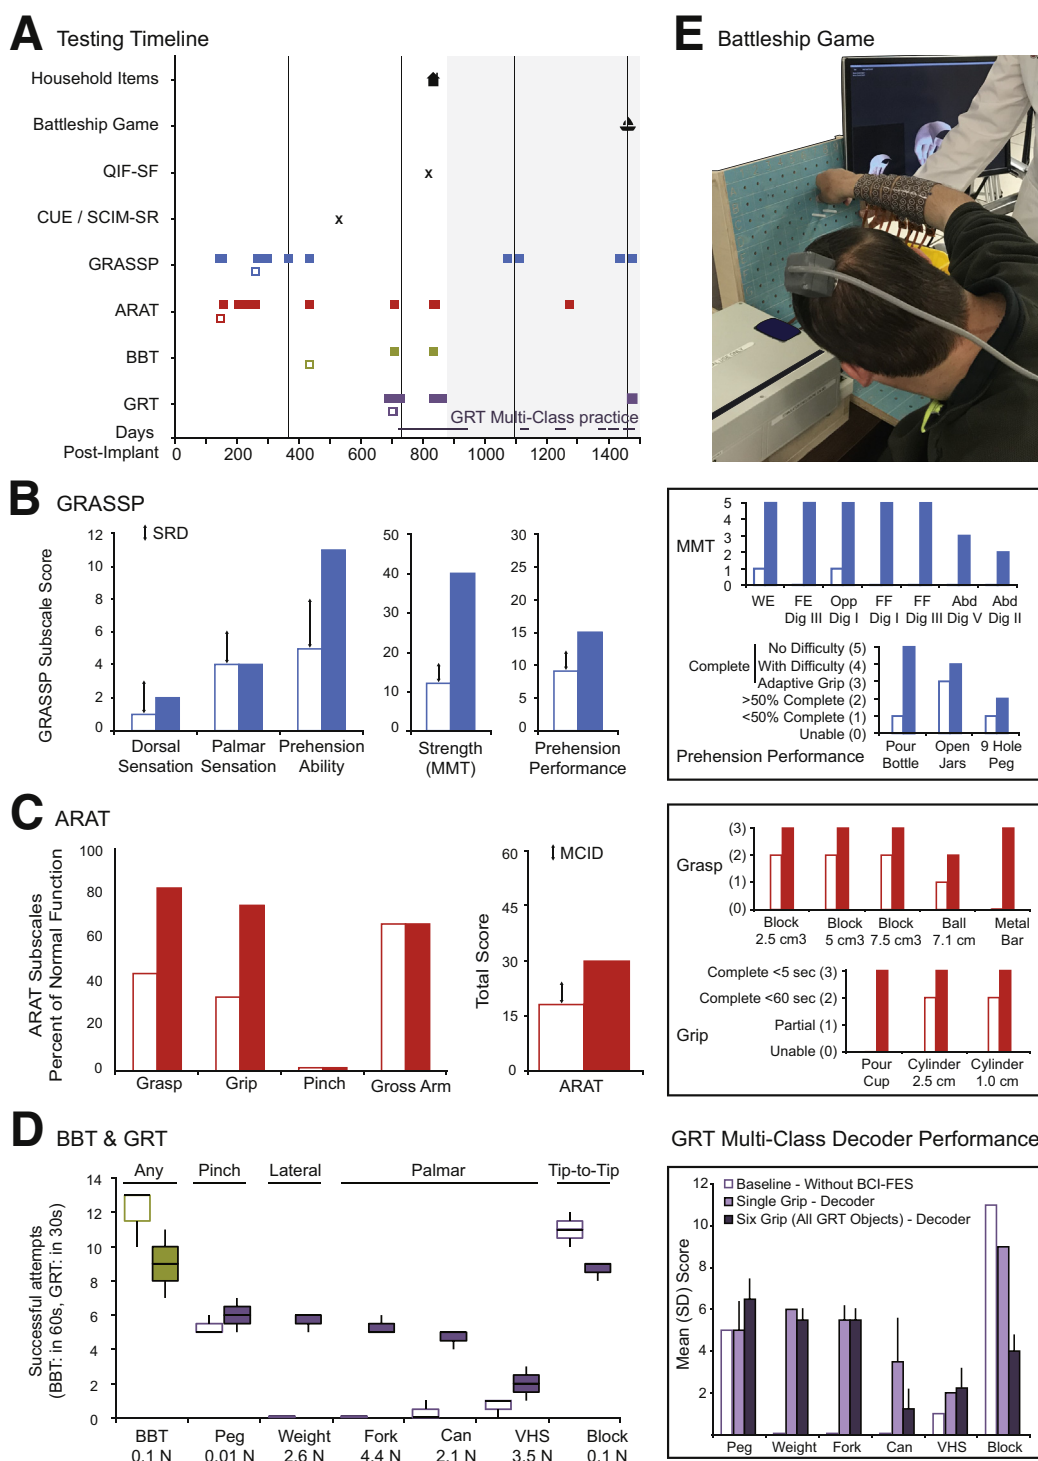 A Testing Timeline
Household Items
Battleship Game
QIF-SF
x
CUE / SCIM-SR
x
GRASSP
ARAT
BBT
GRT
GRT Multi-Class practice
Days
Post-Implant
0 200 400 600 800 1000 1200 1400
E Battleship Game
B GRASSP
GRASSP Subscale Score
SRD
12
10
8
6
4
2
0
Dorsal Sensation
Palmar Sensation
Prehension Ability
50
40
30
20
10
0
Strength (MMT)
30
25
20
15
10
5
0
Prehension Performance
MMT
5
4
3
2
1
0
WE
FE Dig III
Opp Dig I
FF Dig I
FF Dig III
Abd Dig V
Abd Dig II
Complete
No Difficulty (5)
With Difficulty (4)
Adaptive Grip (3)
>50% Complete (2)
<50% Complete (1)
Unable (0)
Prehension Performance
Pour Bottle
Open Jars
9 Hole Peg
C ARAT
ARAT Subscales
Percent of Normal Function
100
80
60
40
20
0
Grasp Grip Pinch Gross Arm
Total Score
MCID
60
45
30
15
0
ARAT
Grasp
(3)
(2)
(1)
(0)
Block 2.5 cm3
Block 5 cm3
Block 7.5 cm3
Ball 7.1 cm
Metal Bar
Grip
Complete <5 sec (3)
Complete <60 sec (2)
Partial (1)
Unable (0)
Pour Cup
Cylinder 2.5 cm
Cylinder 1.0 cm
D BBT & GRT
Successful attempts
(BBT: in 60s, GRT: in 30s)
Any Pinch Lateral Palmar Tip-to-Tip
14
12
10
8
6
4
2
0
BBT Peg Weight Fork Can VHS Block
0.1 N 0.01 N 2.6 N 4.4 N 2.1 N 3.5 N 0.1 N
GRT Multi-Class Decoder Performance
Mean (SD) Score
Baseline - Without BCI-FES
Single Grip - Decoder
Six Grip (All GRT Objects) - Decoder
12
10
8
6
4
2
Peg Weight Fork Can VHS Block